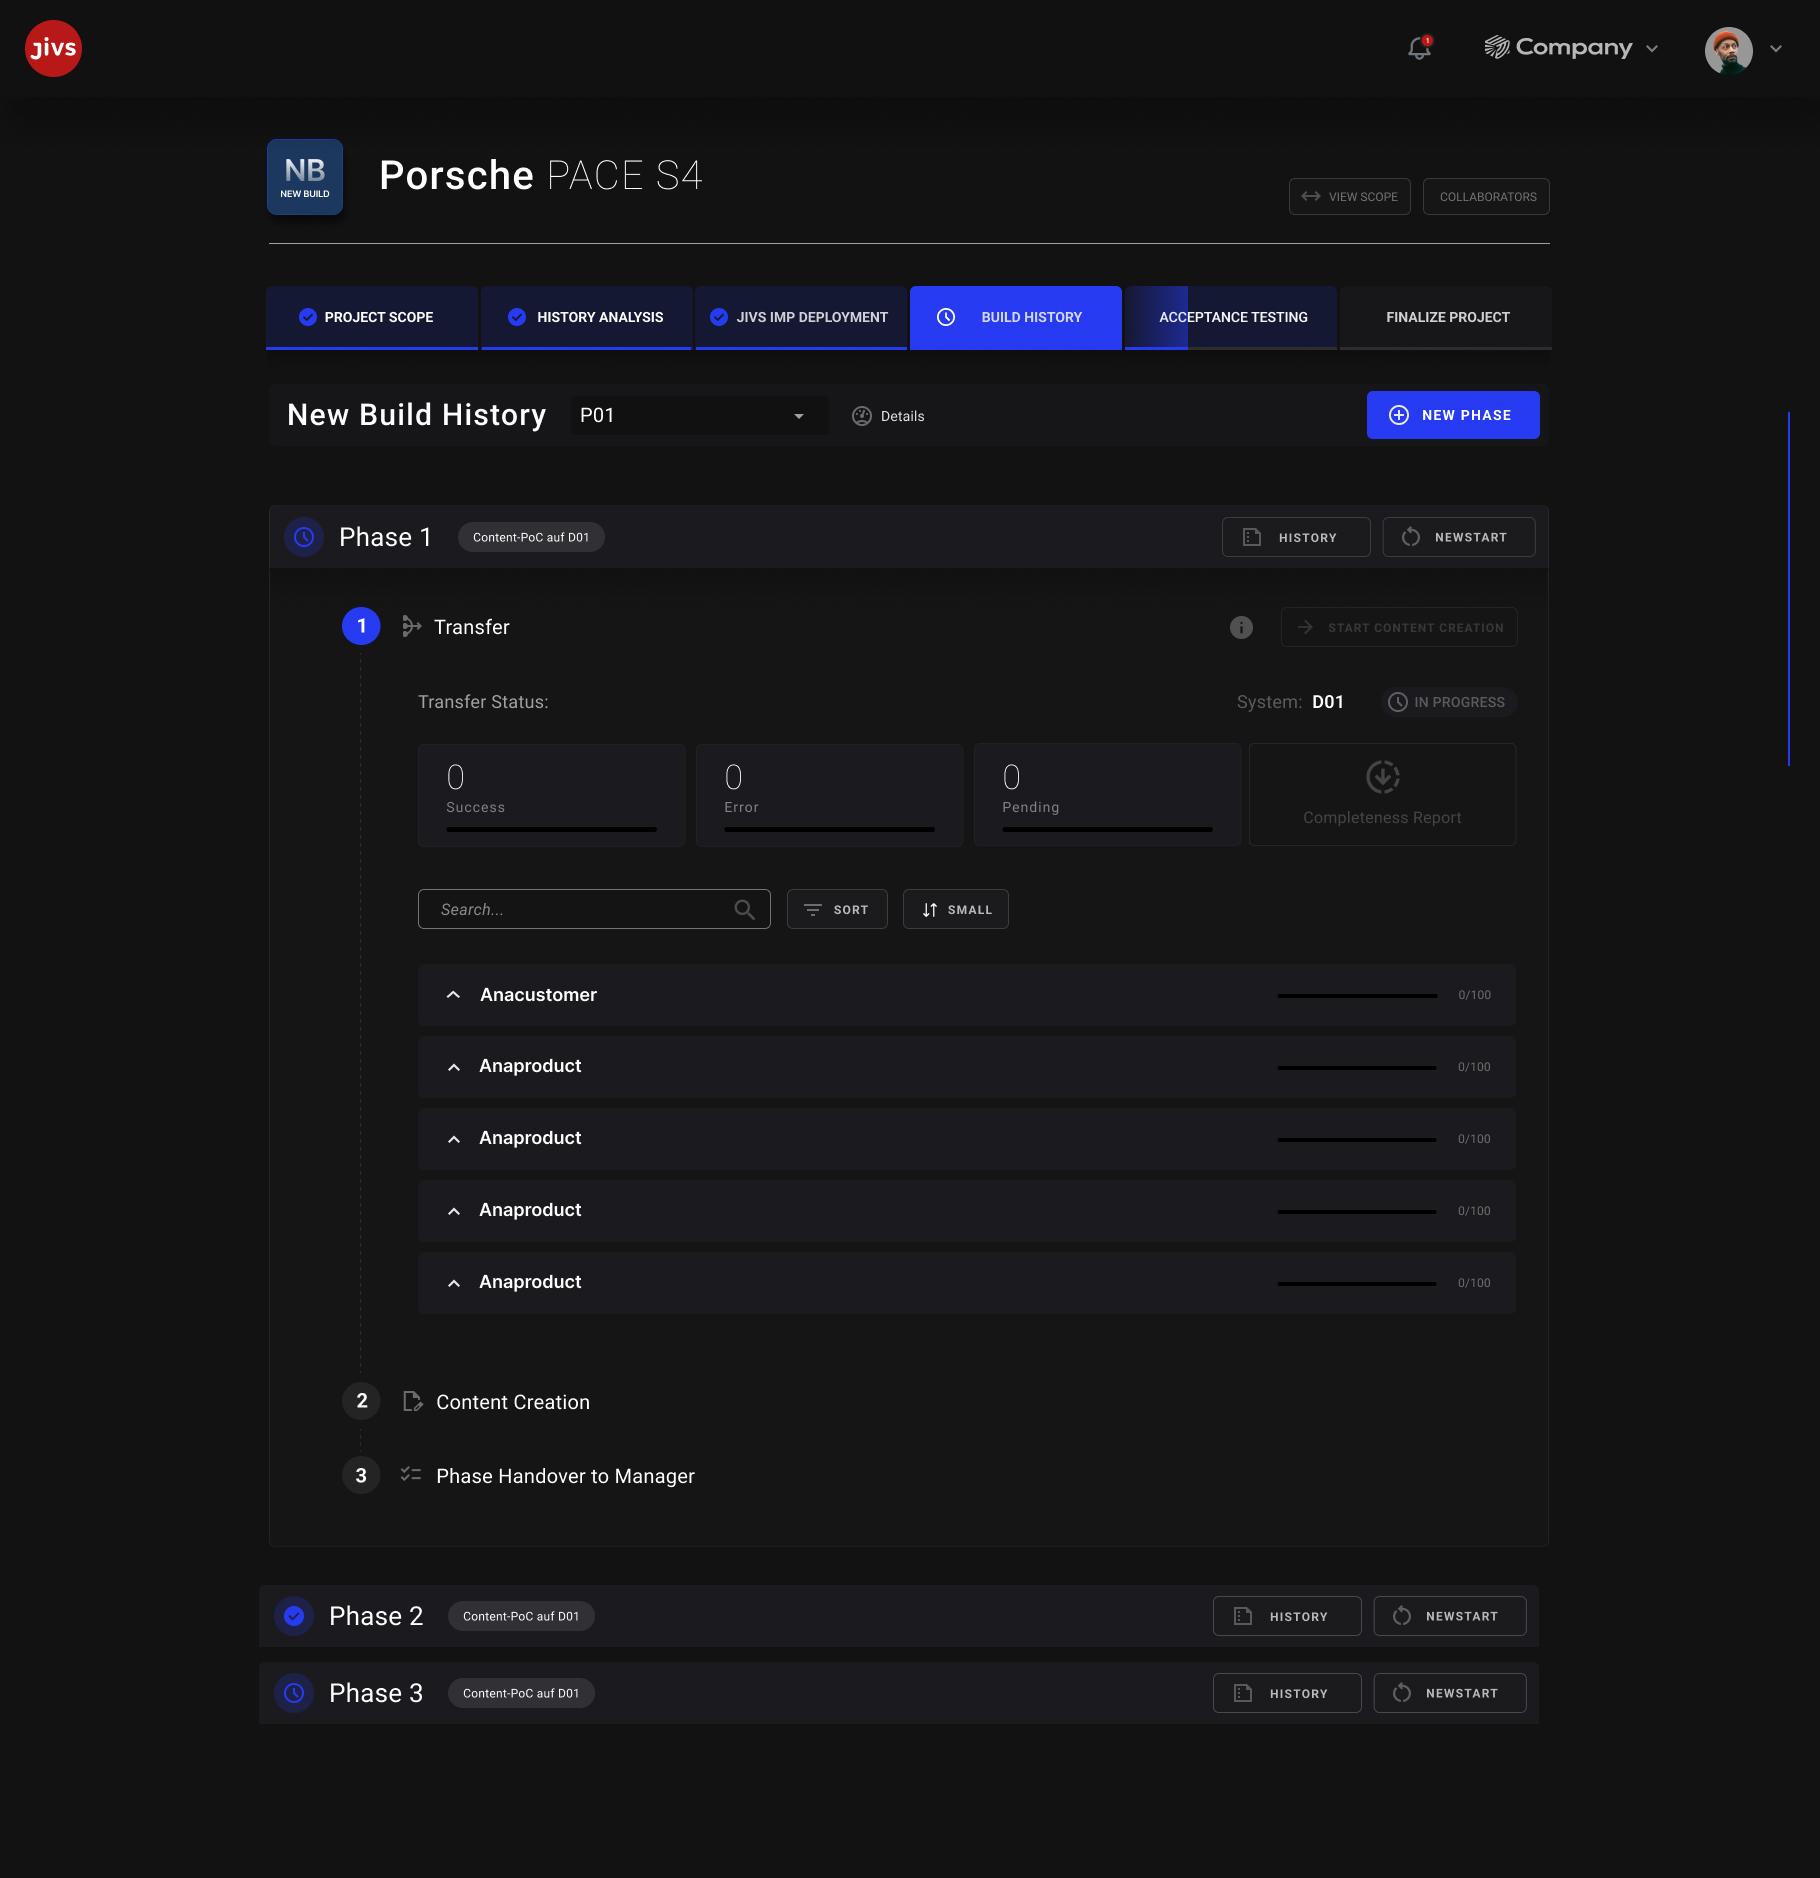 jivs
1
Company
NB
NEW BUILD
Porsche PACE S4
VIEW SCOPE
COLLABORATORS
PROJECT SCOPE
HISTORY ANALYSIS
JIVS IMP DEPLOYMENT
BUILD HISTORY
ACCEPTANCE TESTING
FINALIZE PROJECT
New Build History
P01
Details
NEW PHASE
Phase 1
Content-PoC auf D01
HISTORY
NEWSTART
1
Transfer
START CONTENT CREATION
Transfer Status:
System: D01
IN PROGRESS
0
Success
0
Error
0
Pending
Completeness Report
Search...
SORT
SMALL
Anacustomer
0/100
Anaproduct
0/100
Anaproduct
0/100
Anaproduct
0/100
Anaproduct
0/100
2
Content Creation
3
Phase Handover to Manager
Phase 2
Content-PoC auf D01
HISTORY
NEWSTART
Phase 3
Content-PoC auf D01
HISTORY
NEWSTART